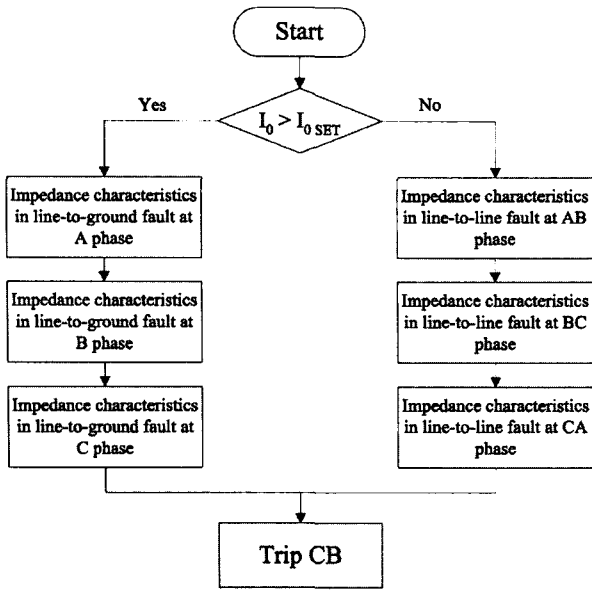 Start
Yes
No
I0 > I0 SET
Impedance characteristics
in line-to-ground fault at
A phase
Impedance characteristics
in line-to-ground fault at
B phase
Impedance characteristics
in line-to-ground fault at
C phase
Impedance characteristics
in line-to-line fault at AB
phase
Impedance characteristics
in line-to-line fault at BC
phase
Impedance characteristics
in line-to-line fault at CA
phase
Trip CB